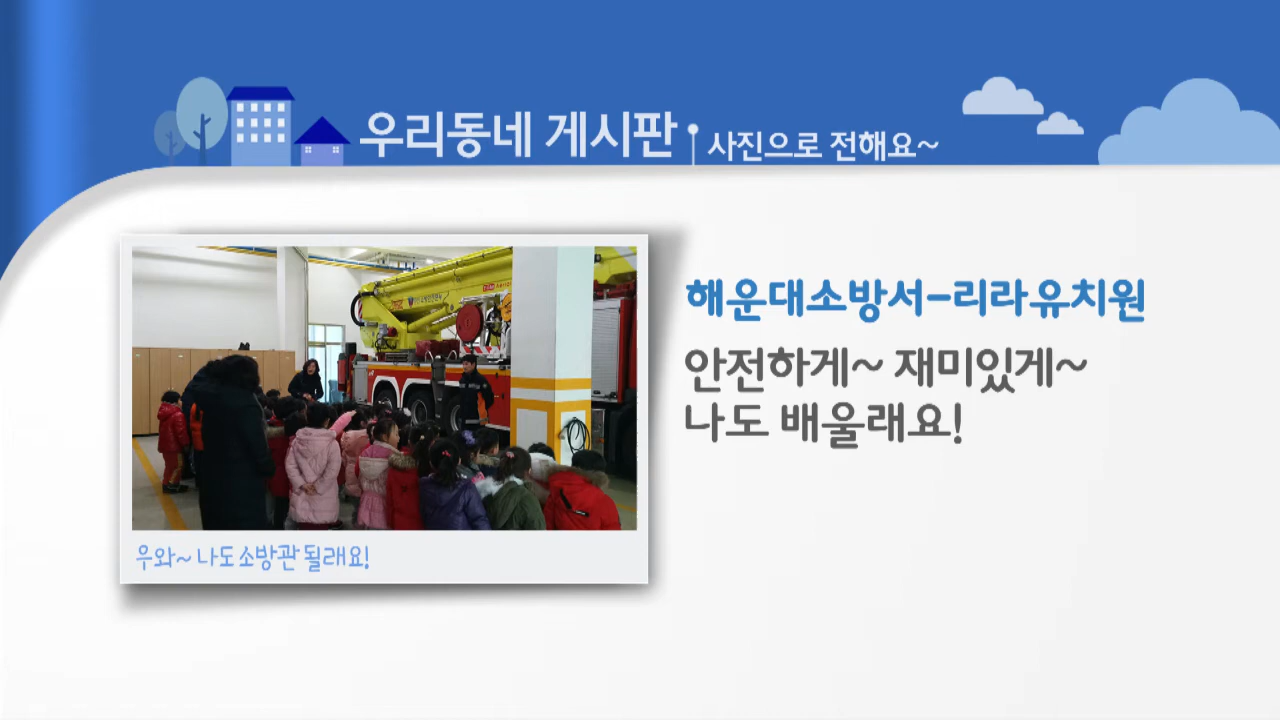 우리동네 게시판
사진으로 전해요~
해운대소방서-리라유치원
안전하게~ 재미있게~
나도 배울래요!
우와~ 나도 소방관 될래요!